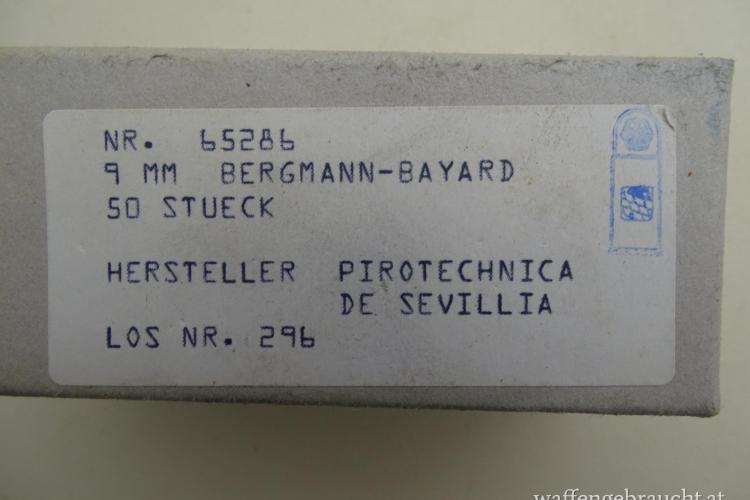 NR. 65286
9 MM BERGMANN-BAYARD
50 STUECK
HERSTELLER PIROTECHNICA
DE SEVILLIA
LOS NR. 296
waffengebraucht.at